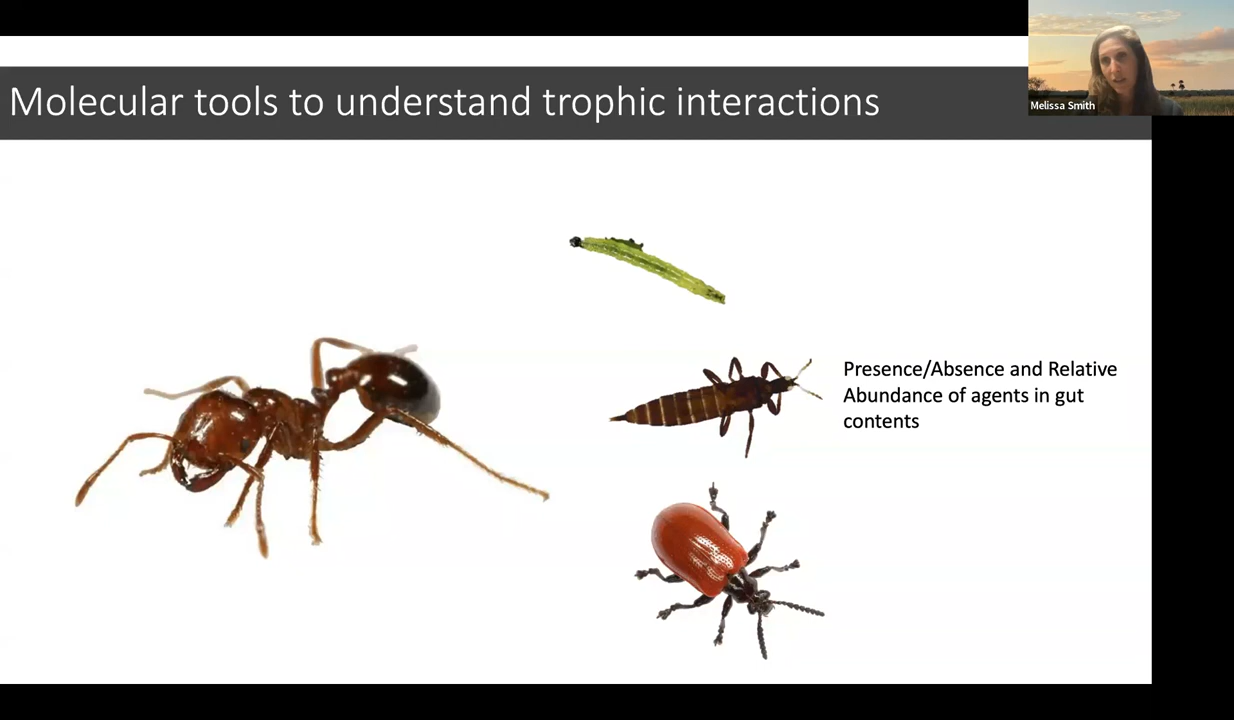 Molecular tools to understand trophic interactions
Melissa Smith
Presence/Absence and Relative
Abundance of agents in gut
contents